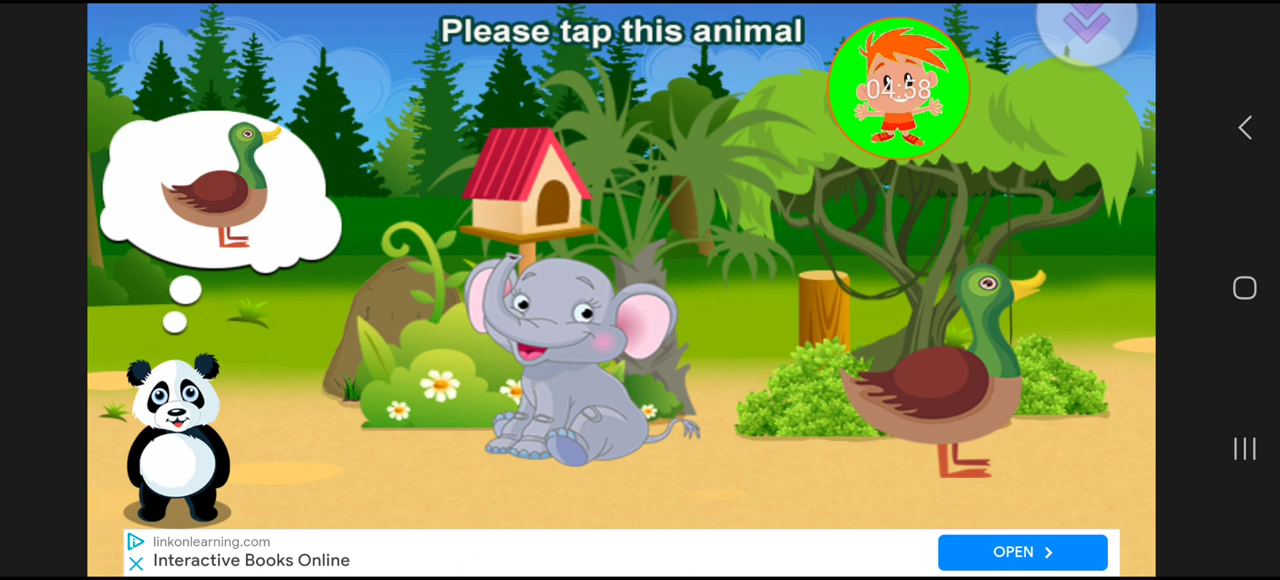 Please tap this animal
04:58
linkonlearning.com
Interactive Books Online
OPEN